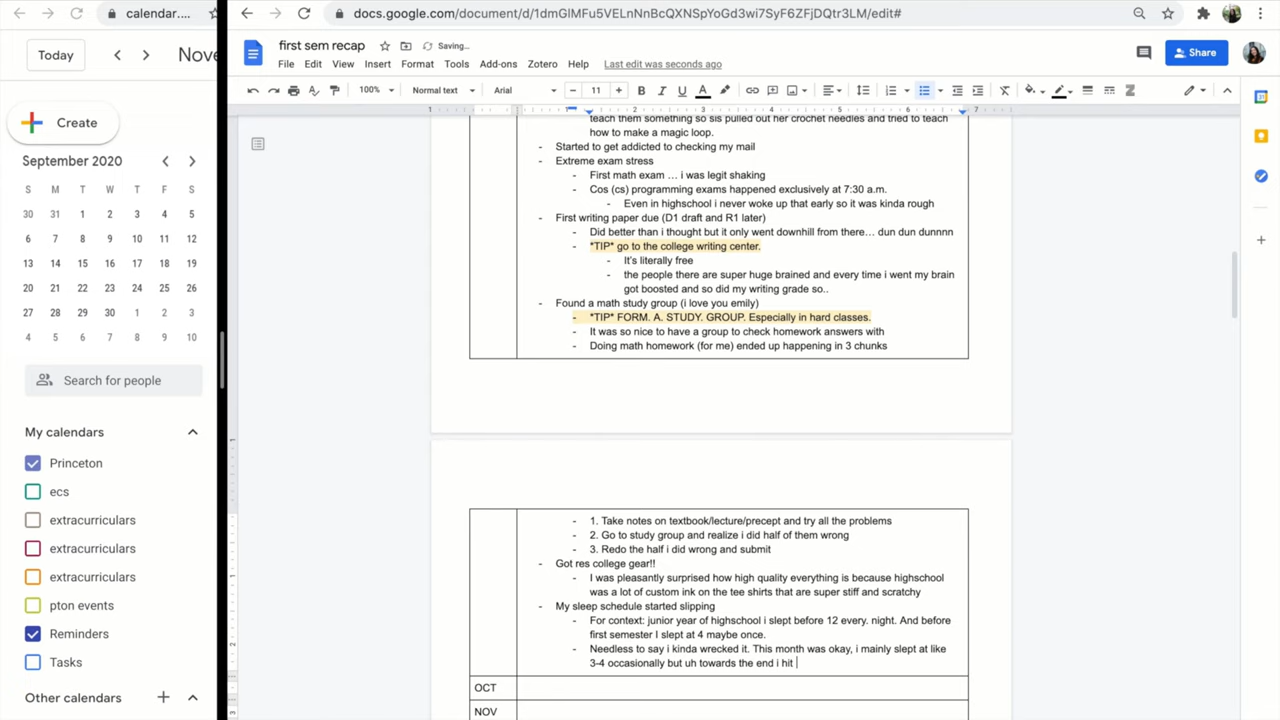 calendar....
docs.google.com/document/d/1dmGlMFu5VELnNnBcQXNSpYoGd3wi7SyF6ZFjDQtr3LM/edit#
Today
Nove
Create
September 2020
S M T W T F S
30 31 1 2 3 4 5
6 7 8 9 10 11 12
13 14 15 16 17 18 19
20 21 22 23 24 25 26
27 28 29 30 1 2 3
4 5 6 7 8 9 10
Search for people
My calendars
Princeton
ecs
extracurriculars
extracurriculars
extracurriculars
pton events
Reminders
Tasks
Other calendars
first sem recap
Saving...
File Edit View Insert Format Tools Add-ons Zotero Help Last edit was seconds ago
Share
100% Normal text Arial 11
1 1 2 3 4 5 6 7
teach them something so sis pulled out her crochet needles and tried to teach
how to make a magic loop.
- Started to get addicted to checking my mail
- Extreme exam stress
- First math exam … i was legit shaking
- Cos (cs) programming exams happened exclusively at 7:30 a.m.
- Even in highschool i never woke up that early so it was kinda rough
- First writing paper due (D1 draft and R1 later)
- Did better than i thought but it only went downhill from there… dun dun dunnnn
- *TIP* go to the college writing center.
- It's literally free
- the people there are super huge brained and every time i went my brain
got boosted and so did my writing grade so..
- Found a math study group (i love you emily)
- *TIP* FORM. A. STUDY. GROUP. Especially in hard classes.
- It was so nice to have a group to check homework answers with
- Doing math homework (for me) ended up happening in 3 chunks
- 1. Take notes on textbook/lecture/precept and try all the problems
- 2. Go to study group and realize i did half of them wrong
- 3. Redo the half i did wrong and submit
- Got res college gear!!
- I was pleasantly surprised how high quality everything is because highschool
was a lot of custom ink on the tee shirts that are super stiff and scratchy
- My sleep schedule started slipping
- For context: junior year of highschool i slept before 12 every. night. And before
first semester I slept at 4 maybe once.
- Needless to say i kinda wrecked it. This month was okay, i mainly slept at like
3-4 occasionally but uh towards the end i hit
OCT
NOV